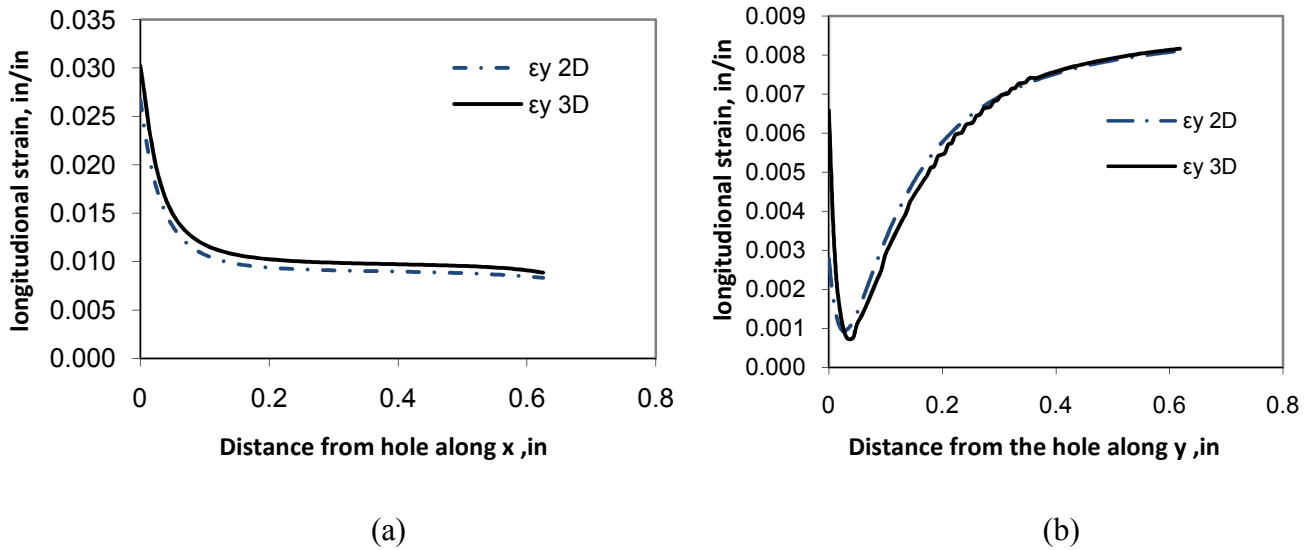 longitudional strain, in/in
0.035
0.030
0.025
0.020
0.015
0.010
0.005
0.000
0
0.2
0.4
0.6
0.8
Distance from hole along x ,in
εy 2D
εy 3D
(a)
longitudional strain, in/in
0.009
0.008
0.007
0.006
0.005
0.004
0.003
0.002
0.001
0.000
0
0.2
0.4
0.6
0.8
Distance from the hole along y ,in
εy 2D
εy 3D
(b)